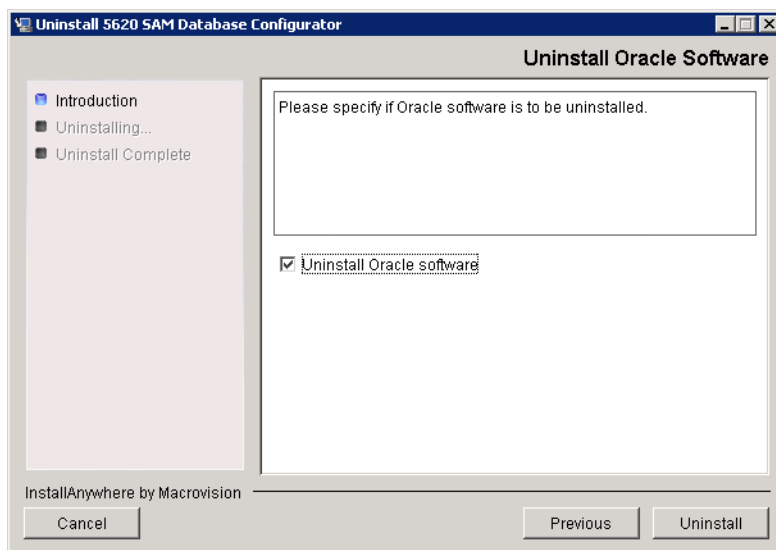 Uninstall 5620 SAM Database Configurator
Uninstall Oracle Software
Introduction
Uninstalling...
Uninstall Complete
Please specify if Oracle software is to be uninstalled.
Uninstall Oracle software
InstallAnywhere by Macrovision
Cancel
Previous
Uninstall